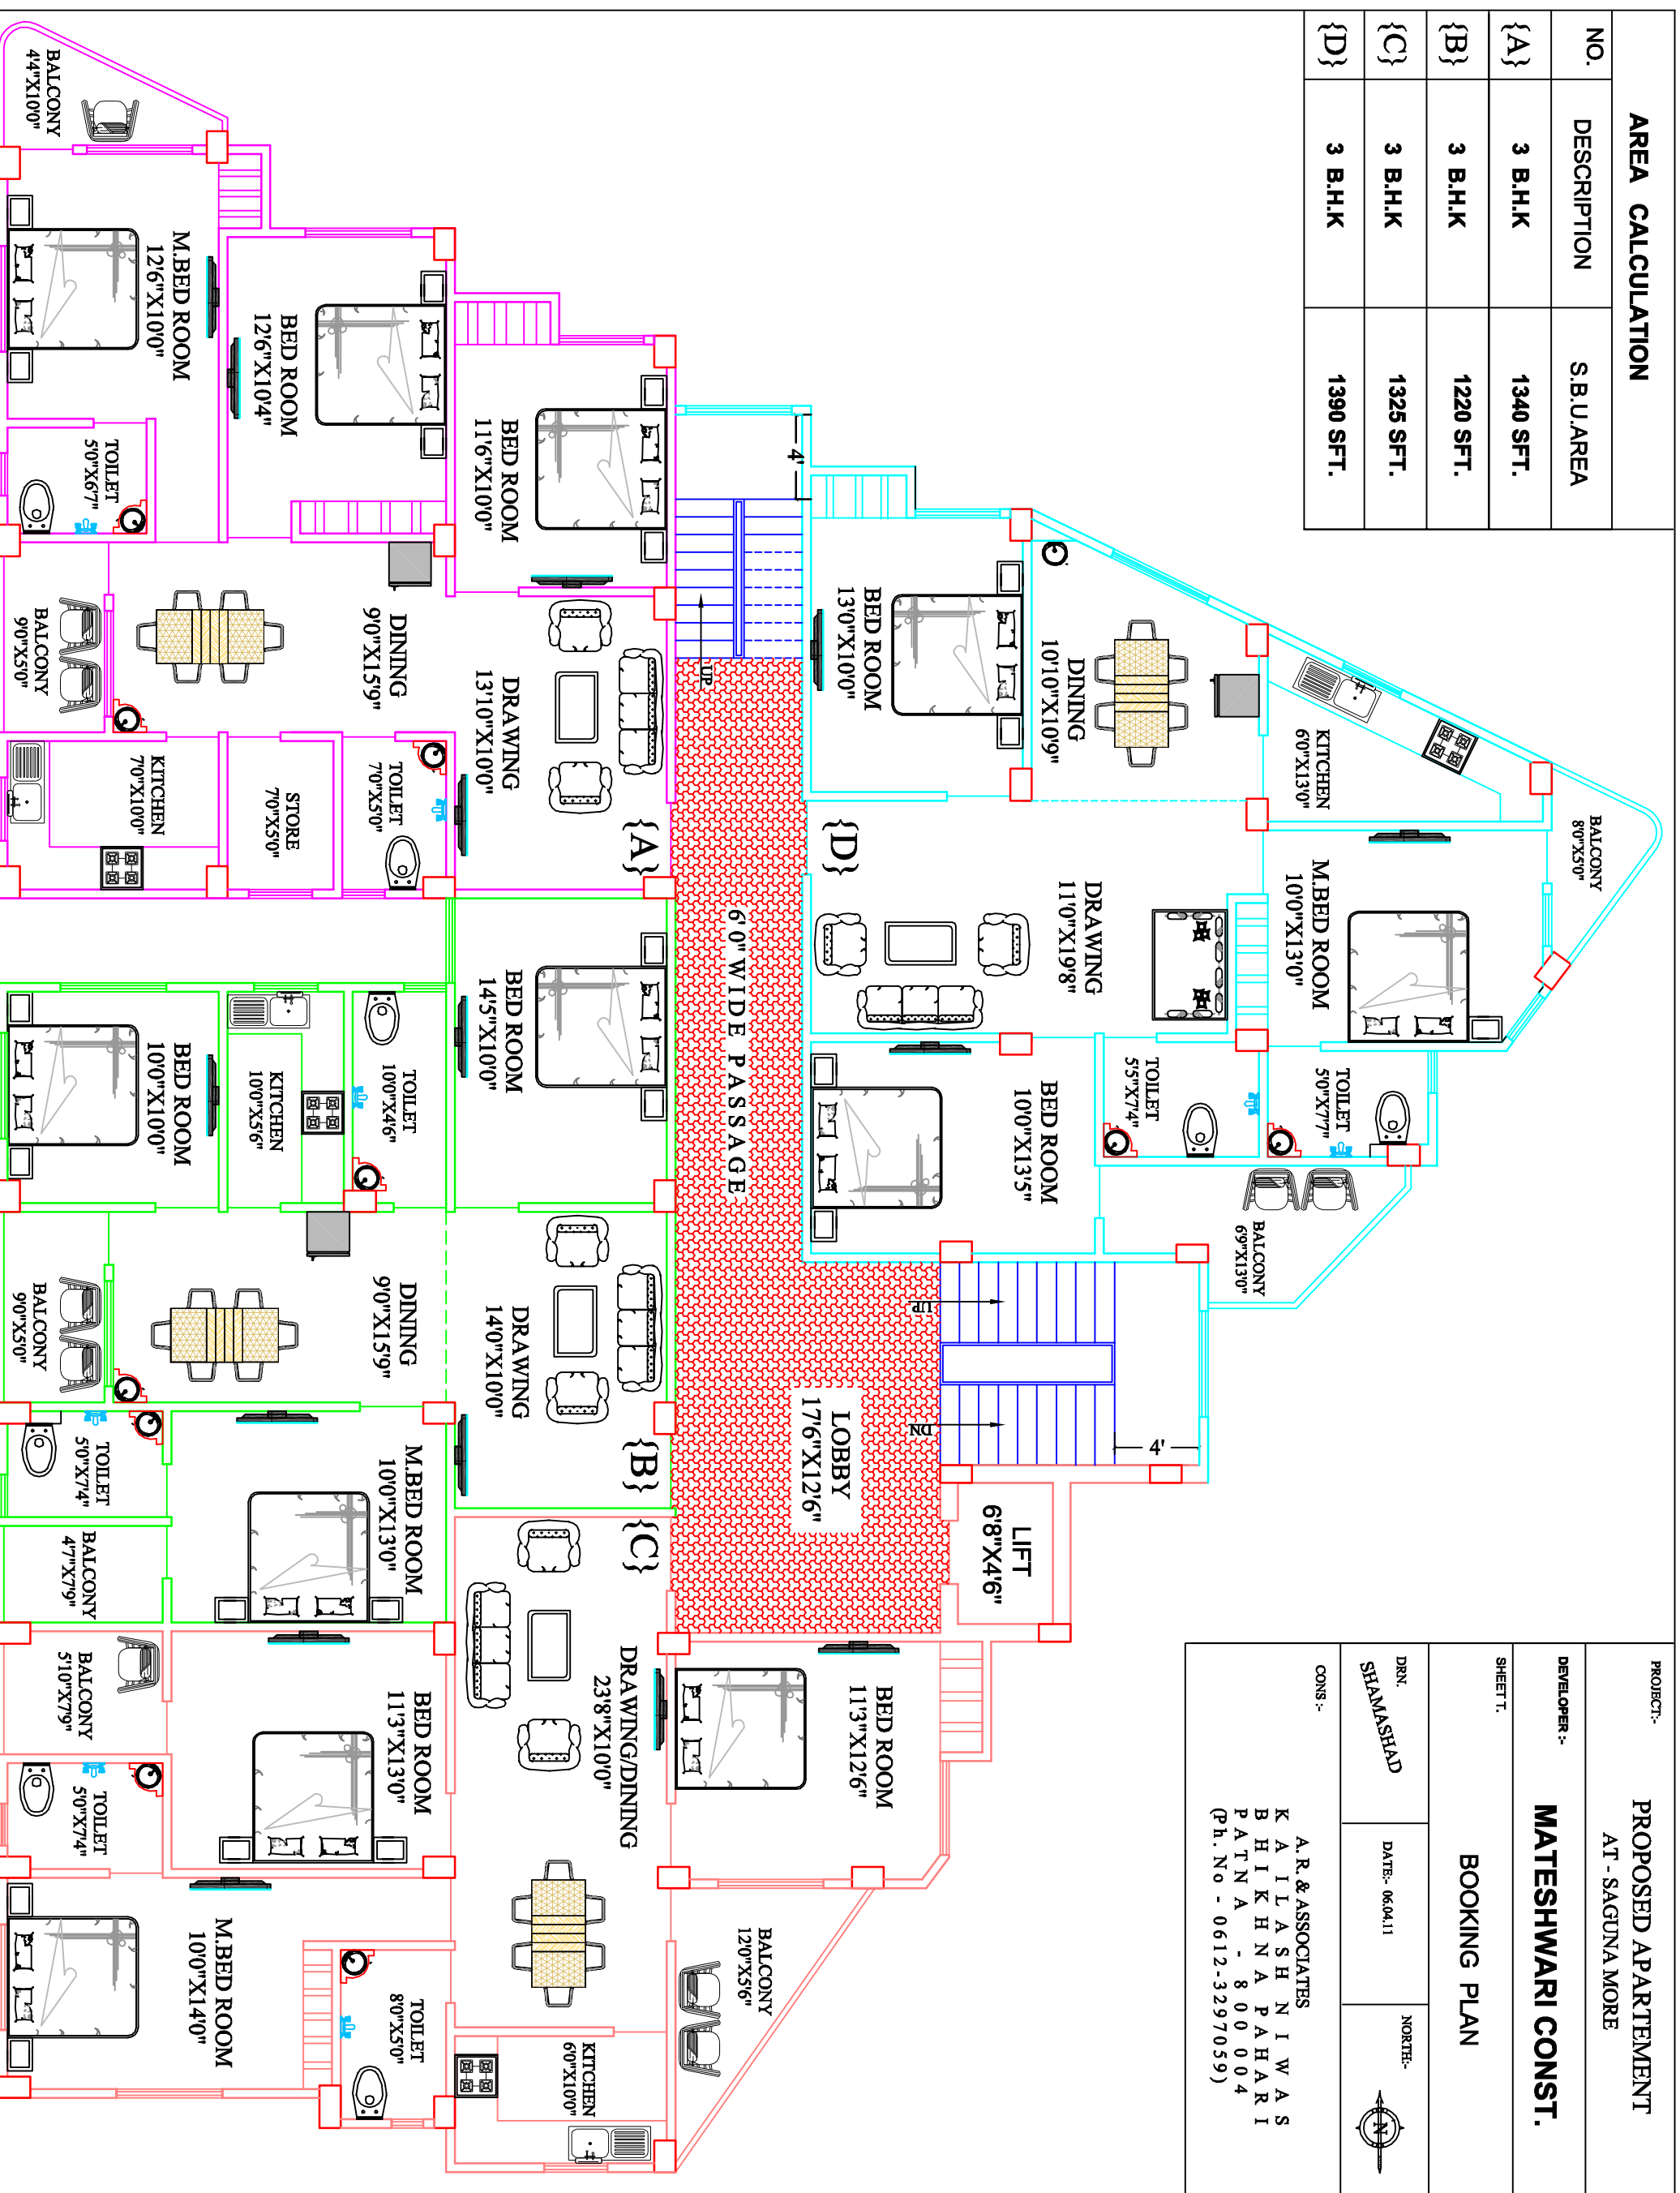 AREA CALCULATION
NO. DESCRIPTION S.B.U.AREA
{A} 3 B.H.K 1340 SFT.
{B} 3 B.H.K 1220 SFT.
{C} 3 B.H.K 1325 SFT.
{D} 3 B.H.K 1390 SFT.
PROJECT:-
PROPOSED APARTEMENT
AT - SAGUNA MORE
DEVELOPER :-
MATESHWARI CONST.
SHEET T.
BOOKING PLAN
DRN.
SHAMASHAD
DATE:- 06.04.11
NORTH:-
N
CONS :-
A. R. & ASSOCIATES
KAILASH NIWAS
BHIKHNA PAHARI
PATNA - 800004
(Ph. No - 0612-3297059)
BALCONY
8'0"X5'0"
KITCHEN
6'0"X13'0"
M.BED ROOM
10'0"X13'0"
TOILET
5'0"X7'7"
BALCONY
6'9"X13'0"
DINING
10'10"X10'9"
DRAWING
11'0"X19'8"
TOILET
5'5"X7'4"
BED ROOM
10'0"X13'5"
BED ROOM
13'0"X10'0"
{D}
4'
UP
6'0" WIDE PASSAGE
LOBBY
17'6"X12'6"
UP
DN
4'
LIFT
6'8"X4'6"
BED ROOM
11'3"X12'6"
BALCONY
12'0"X5'6"
{A}
{B}
{C}
BED ROOM
11'6"X10'0"
DRAWING
13'10"X10'0"
BED ROOM
14'5"X10'0"
DRAWING
14'0"X10'0"
DRAWING/DINING
23'8"X10'0"
KITCHEN
6'0"X10'0"
BED ROOM
12'6"X10'4"
DINING
9'0"X15'9"
TOILET
7'0"X5'0"
STORE
7'0"X5'0"
TOILET
10'0"X4'6"
KITCHEN
10'0"X5'6"
DINING
9'0"X15'9"
M.BED ROOM
10'0"X13'0"
BED ROOM
11'3"X13'0"
TOILET
8'0"X5'0"
M.BED ROOM
12'6"X10'0"
KITCHEN
7'0"X10'0"
BED ROOM
10'0"X10'0"
M.BED ROOM
10'0"X14'0"
BALCONY
4'4"X10'0"
TOILET
5'0"X6'7"
BALCONY
9'0"X5'0"
BALCONY
9'0"X5'0"
TOILET
5'0"X7'4"
BALCONY
4'7"X7'9"
BALCONY
5'10"X7'9"
TOILET
5'0"X7'4"